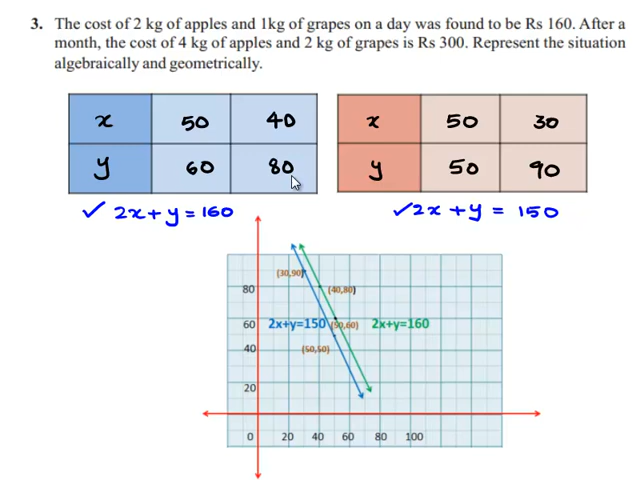 3. The cost of 2 kg of apples and 1kg of grapes on a day was found to be Rs 160. After a
month, the cost of 4 kg of apples and 2 kg of grapes is Rs 300. Represent the situation
algebraically and geometrically.
x 50 40
y 60 80
✓ 2x + y = 160
x 50 30
y 50 90
✓ 2x + y = 150
(30,90)
80 (40,80)
60 2x+y=150 (50,60) 2x+y=160
40 (50,50)
20
0 20 40 60 80 100